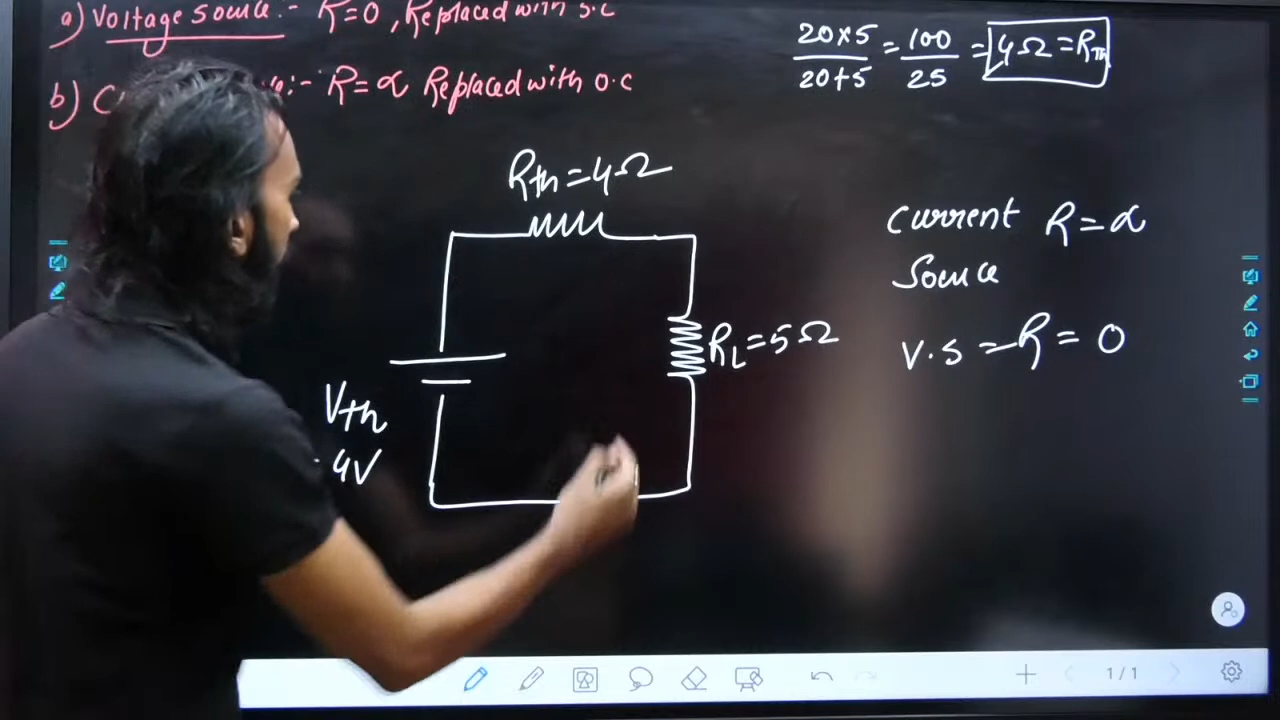 a) Voltage Source:- R=0, Replaced with S.C
b) :- R=α Replaced with O.C
20×5/20+5 = 100/25 = 4Ω = RTh
Rth=4Ω
Current R=α
Source
RL=5Ω
V.S = R = 0
Vth
4V
1/1